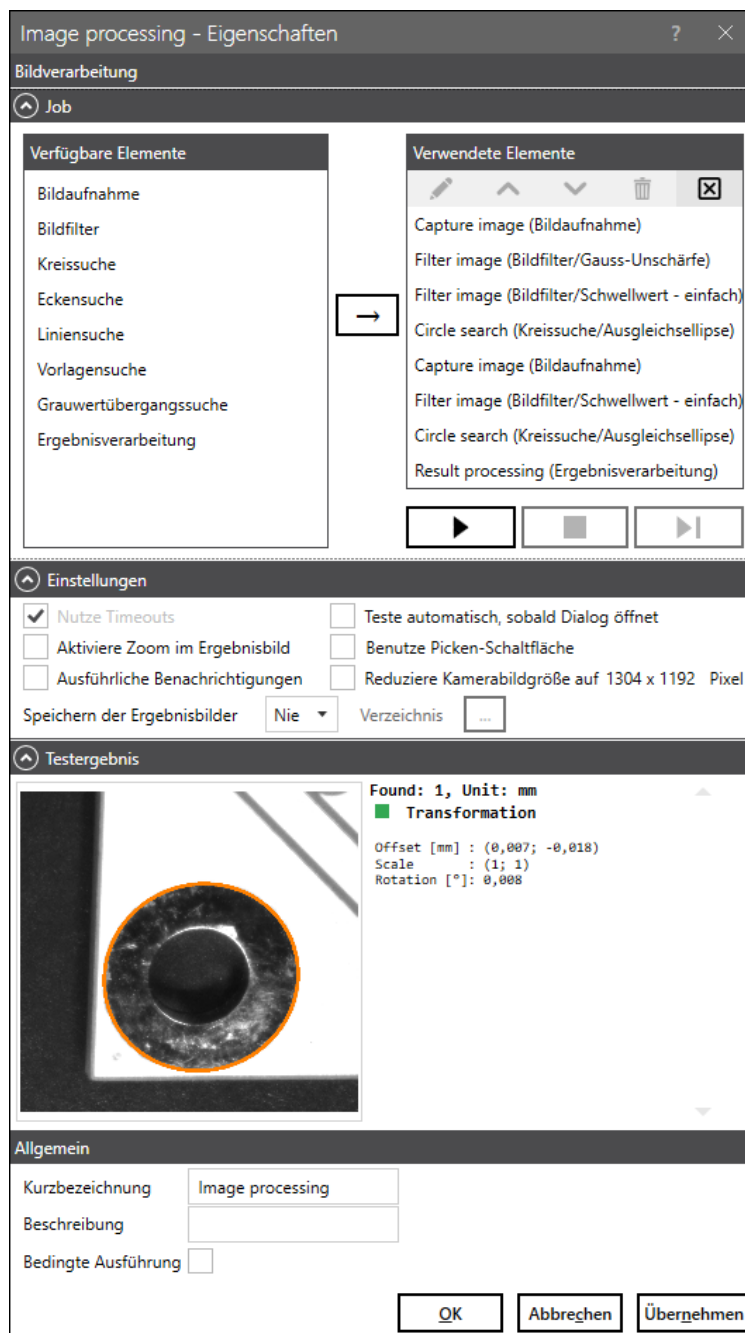 Image processing - Eigenschaften
Bildverarbeitung
Job
Verfügbare Elemente
Bildaufnahme
Bildfilter
Kreissuche
Eckensuche
Liniensuche
Vorlagensuche
Grauwertübergangssuche
Ergebnisverarbeitung
→
Verwendete Elemente
Capture image (Bildaufnahme)
Filter image (Bildfilter/Gauss-Unschärfe)
Filter image (Bildfilter/Schwellwert - einfach)
Circle search (Kreissuche/Ausgleichsellipse)
Capture image (Bildaufnahme)
Filter image (Bildfilter/Schwellwert - einfach)
Circle search (Kreissuche/Ausgleichsellipse)
Result processing (Ergebnisverarbeitung)
Einstellungen
Nutze Timeouts Teste automatisch, sobald Dialog öffnet
Aktiviere Zoom im Ergebnisbild Benutze Picken-Schaltfläche
Ausführliche Benachrichtigungen Reduziere Kamerabildgröße auf 1304 x 1192 Pixel
Speichern der Ergebnisbilder Nie Verzeichnis ...
Testergebnis
Found: 1, Unit: mm
Transformation
Offset [mm] : (0,007; -0,018)
Scale : (1; 1)
Rotation [°]: 0,008
Allgemein
Kurzbezeichnung Image processing
Beschreibung
Bedingte Ausführung
OK Abbrechen Übernehmen